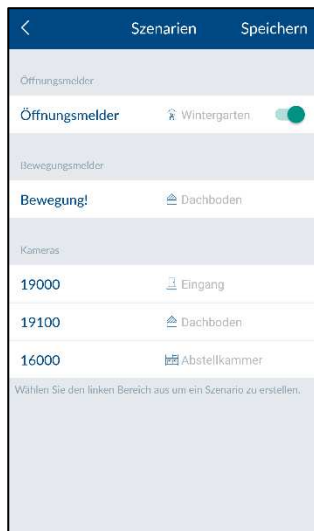 Szenarien Speichern
Öffnungsmelder
Öffnungsmelder Wintergarten
Bewegungsmelder
Bewegung! Dachboden
Kameras
19000 Eingang
19100 Dachboden
16000 Abstellkammer
Wählen Sie den linken Bereich aus um ein Szenario zu erstellen.